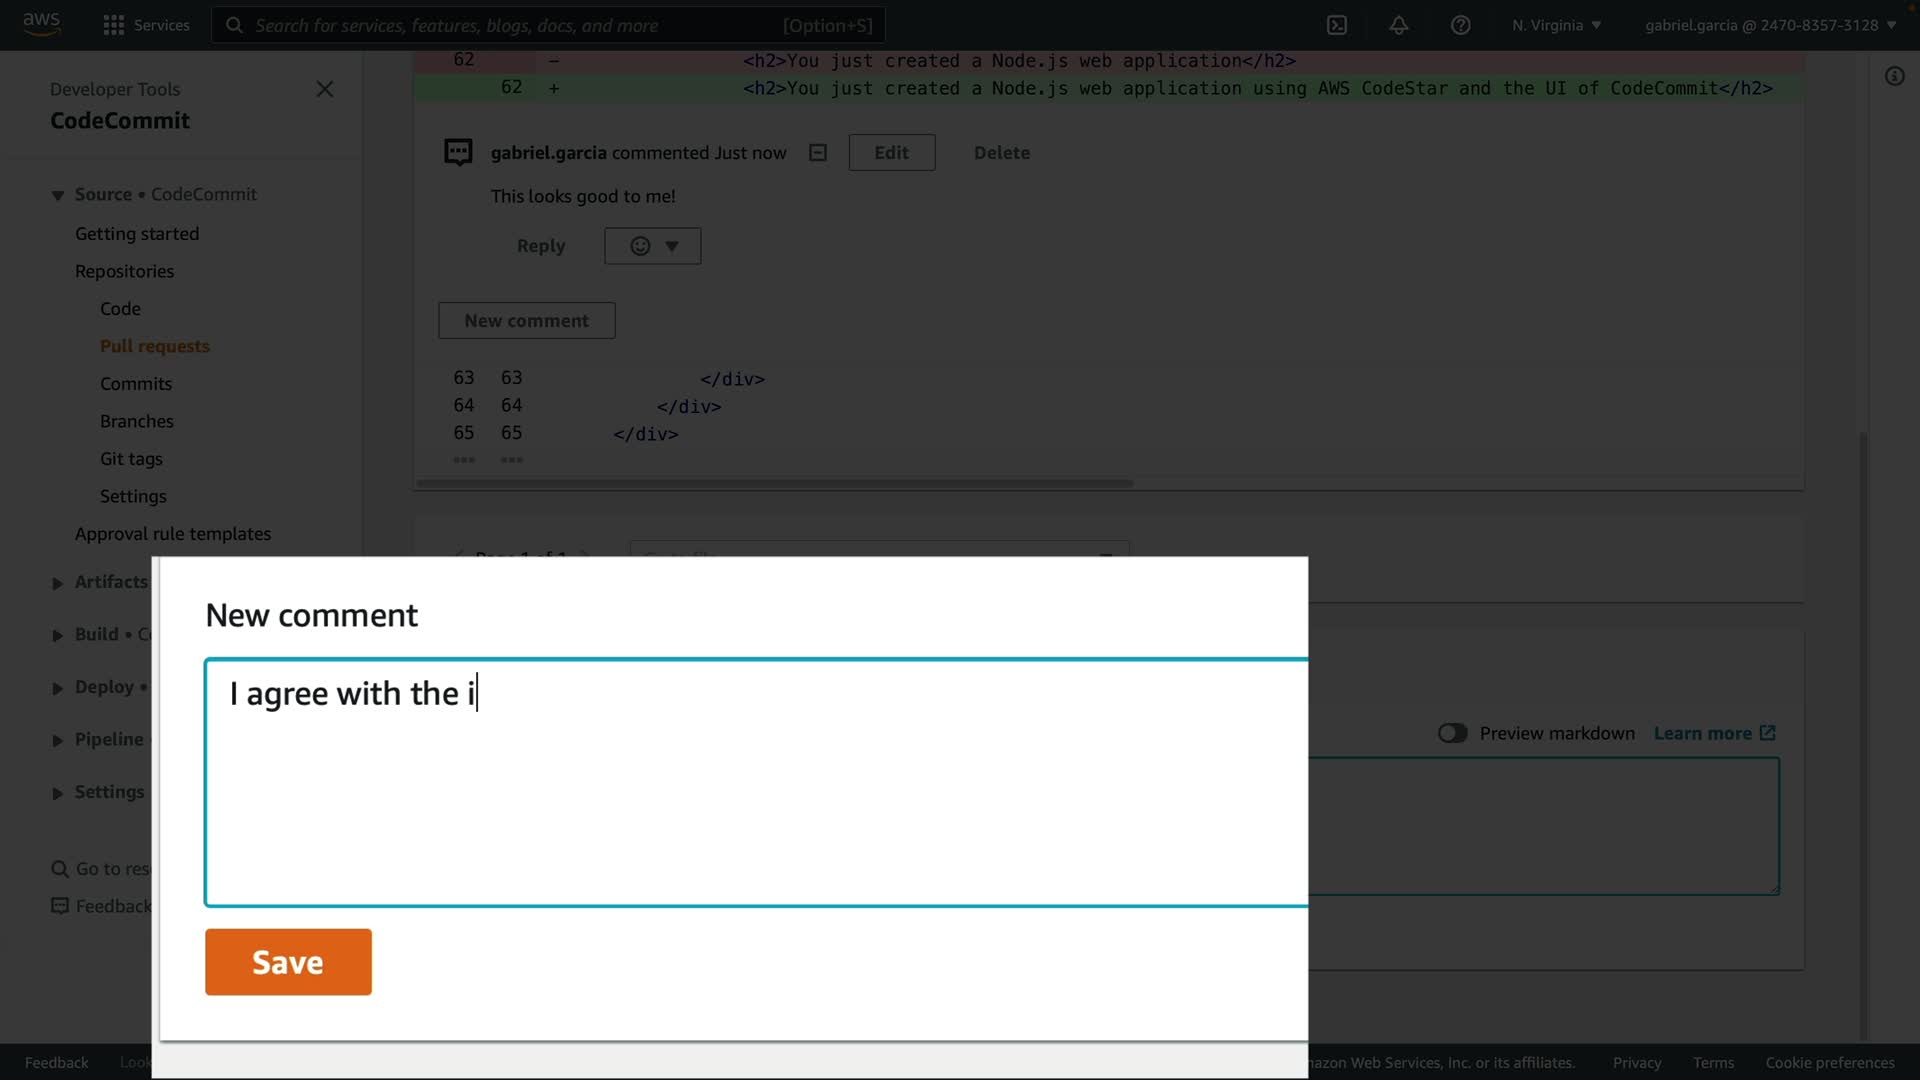 aws Services Search for services, features, blogs, docs, and more [Option+S] N. Virginia gabriel.garcia @ 2470-8357-3128
Developer Tools
CodeCommit
Source • CodeCommit
Getting started
Repositories
Code
Pull requests
Commits
Branches
Git tags
Settings
Approval rule templates
Artifacts
Build •
Deploy •
Pipeline
Settings
Go to
Feedback
62 – <h2>You just created a Node.js web application</h2>
62 + <h2>You just created a Node.js web application using AWS CodeStar and the UI of CodeCommit</h2>
gabriel.garcia commented Just now Edit Delete
This looks good to me!
Reply
New comment
63 63 </div>
64 64 </div>
65 65 </div>
Page 1 of 1
New comment
I agree with the i
Save
Preview markdown Learn more
Feedback Privacy Terms Cookie preferences
Web Services, Inc. or its affiliates.